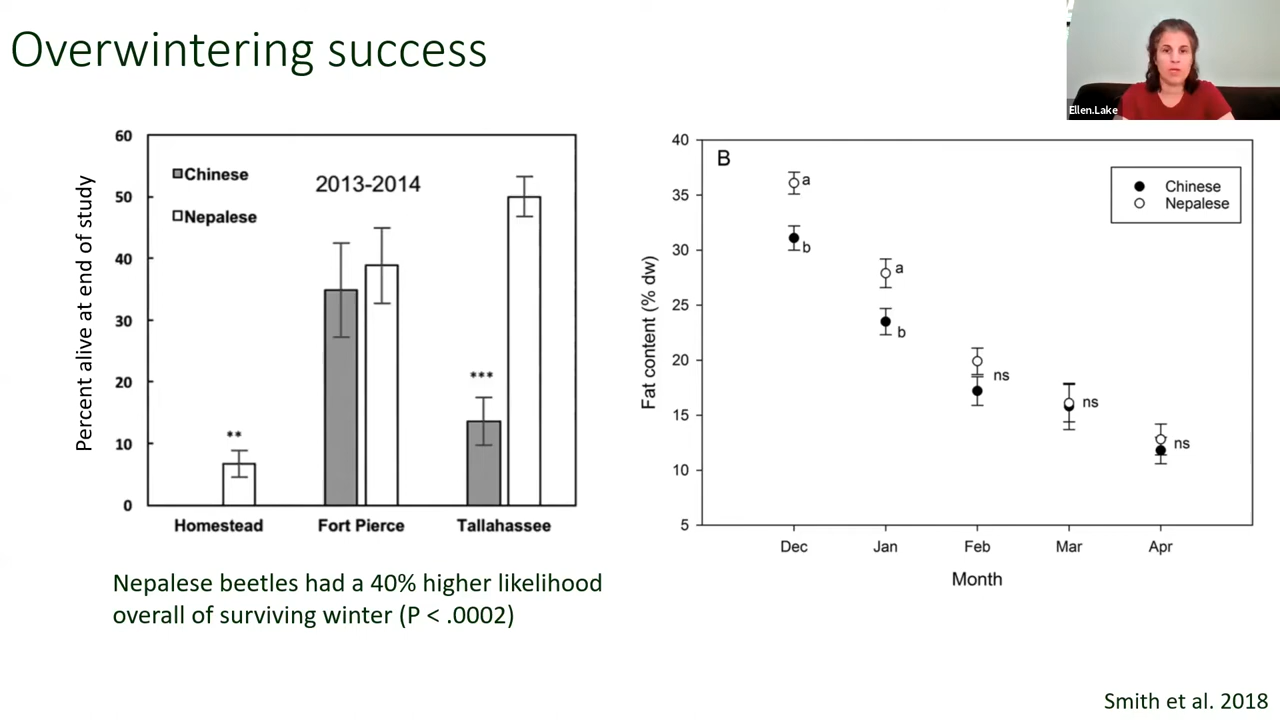 Overwintering success
Ellen.Lake
Percent alive at end of study
60
50
40
30
20
10
0
Chinese
Nepalese
2013-2014
**
***
Homestead
Fort Pierce
Tallahassee
Nepalese beetles had a 40% higher likelihood
overall of surviving winter (P < .0002)
Fat content (% dw)
40
35
30
25
20
15
10
5
B
Chinese
Nepalese
a
b
a
b
ns
ns
ns
Dec
Jan
Feb
Mar
Apr
Month
Smith et al. 2018